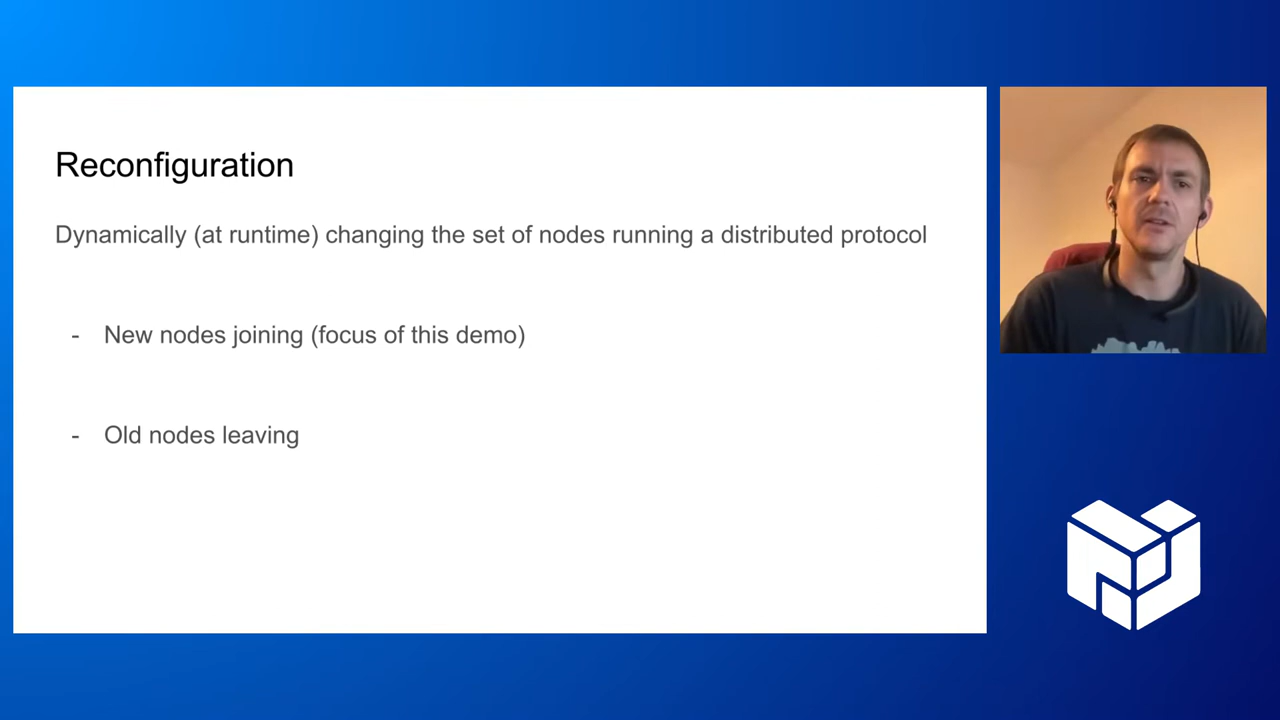 Reconfiguration
Dynamically (at runtime) changing the set of nodes running a distributed protocol
- New nodes joining (focus of this demo)
- Old nodes leaving